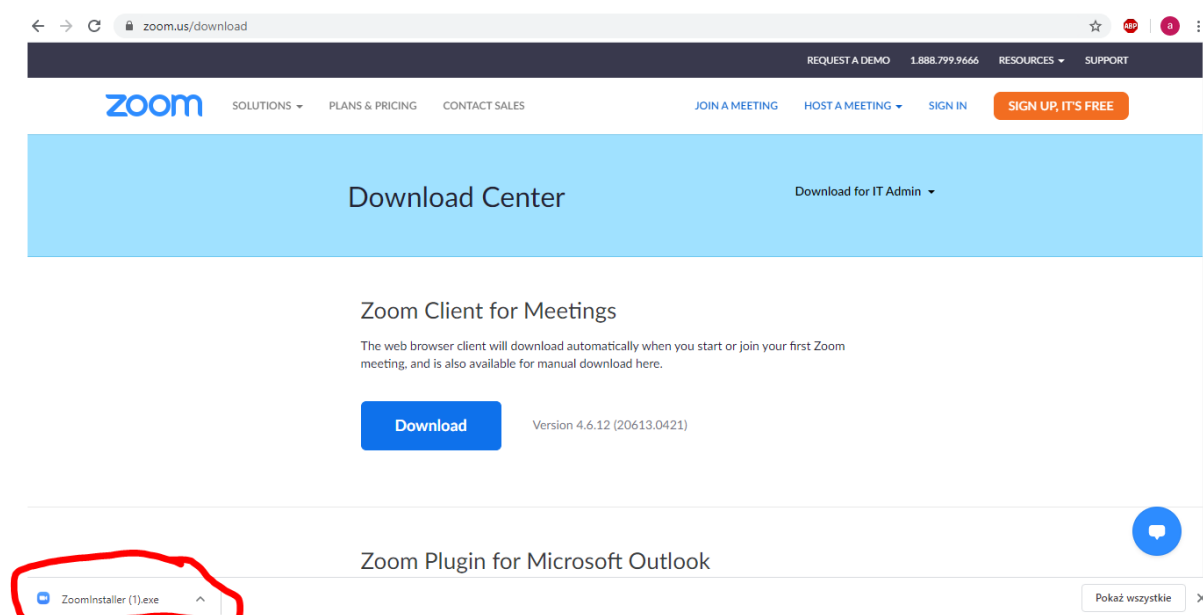 zoom.us/download
ABP
a
REQUEST A DEMO 1.888.799.9666 RESOURCES SUPPORT
zoom SOLUTIONS PLANS & PRICING CONTACT SALES JOIN A MEETING HOST A MEETING SIGN IN SIGN UP, IT'S FREE
Download Center
Download for IT Admin
Zoom Client for Meetings
The web browser client will download automatically when you start or join your first Zoom
meeting, and is also available for manual download here.
Download
Version 4.6.12 (20613.0421)
Zoom Plugin for Microsoft Outlook
ZoomInstaller (1).exe
Pokaż wszystkie